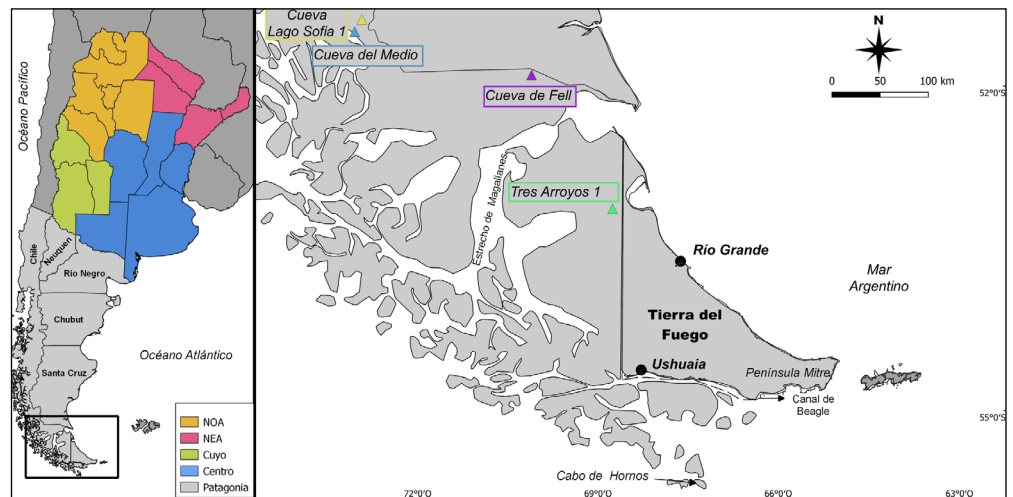 Océano Pacífico
Chile
Neuquen
Río Negro
Chubut
Océano Atlántico
Santa Cruz
NOA
NEA
Cuyo
Centro
Patagonia
Cueva
Lago Sofia 1
Cueva del Medio
Cueva de Fell
N
0 50 100 km
52°0'S
Estrecho de Magallanes
Tres Arroyos 1
Río Grande
Mar
Argentino
Tierra del
Fuego
Ushuaia
Península Mitre
Canal de
Beagle
55°0'S
Cabo de Hornos
72°0'O 69°0'O 66°0'O 63°0'O